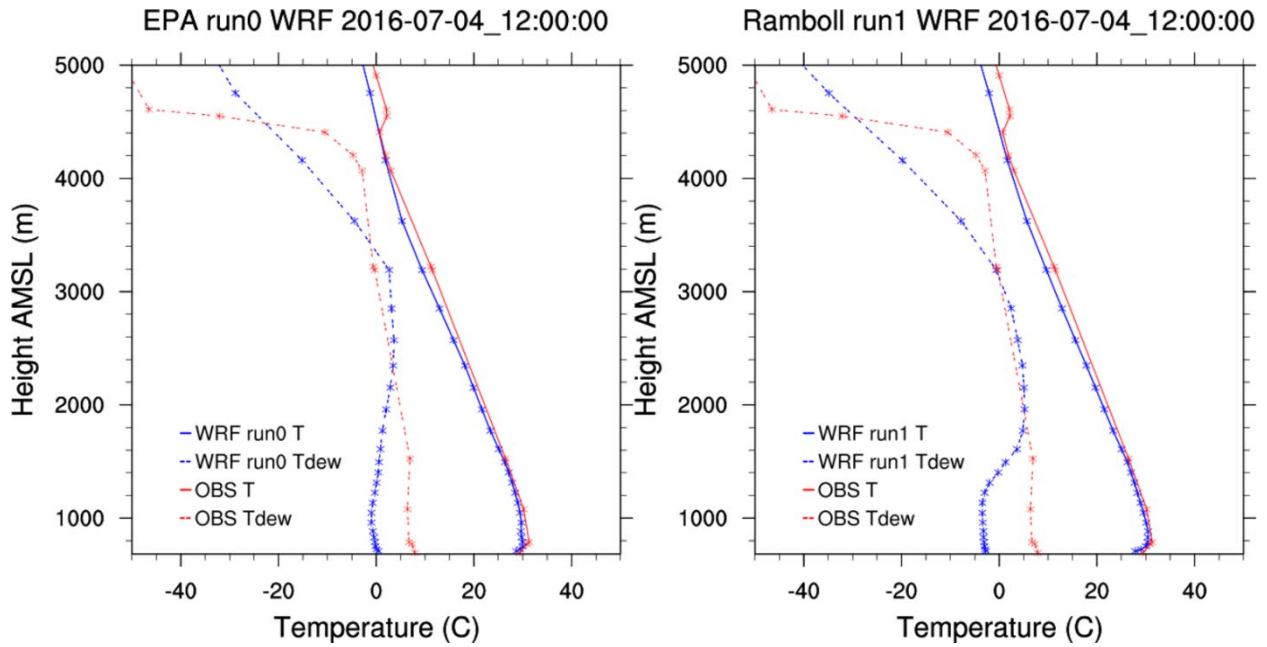 EPA run0 WRF 2016-07-04_12:00:00
5000
4000
3000
2000
1000
Height AMSL (m)
WRF run0 T
WRF run0 Tdew
OBS T
OBS Tdew
-40 -20 0 20 40
Temperature (C)
Ramboll run1 WRF 2016-07-04_12:00:00
5000
4000
3000
2000
1000
Height AMSL (m)
WRF run1 T
WRF run1 Tdew
OBS T
OBS Tdew
-40 -20 0 20 40
Temperature (C)